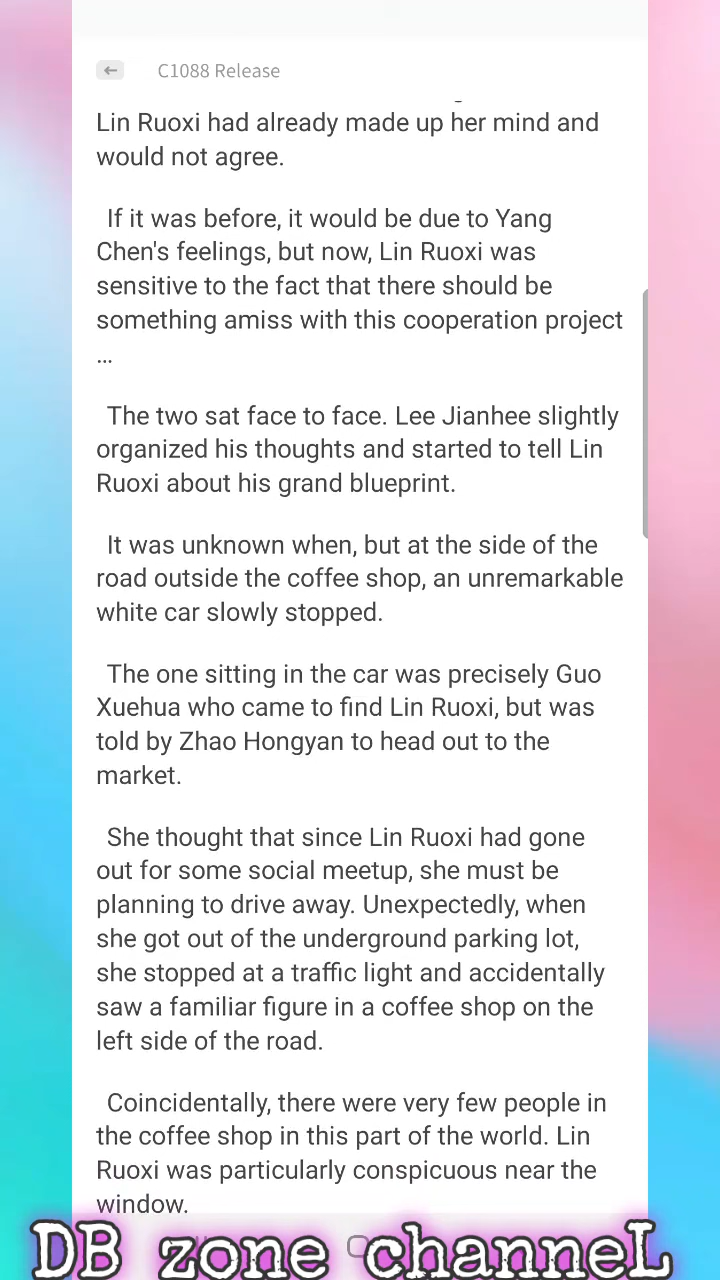 C1088 Release
Lin Ruoxi had already made up her mind and
would not agree.
If it was before, it would be due to Yang
Chen's feelings, but now, Lin Ruoxi was
sensitive to the fact that there should be
something amiss with this cooperation project
...
The two sat face to face. Lee Jianhee slightly
organized his thoughts and started to tell Lin
Ruoxi about his grand blueprint.
It was unknown when, but at the side of the
road outside the coffee shop, an unremarkable
white car slowly stopped.
The one sitting in the car was precisely Guo
Xuehua who came to find Lin Ruoxi, but was
told by Zhao Hongyan to head out to the
market.
She thought that since Lin Ruoxi had gone
out for some social meetup, she must be
planning to drive away. Unexpectedly, when
she got out of the underground parking lot,
she stopped at a traffic light and accidentally
saw a familiar figure in a coffee shop on the
left side of the road.
Coincidentally, there were very few people in
the coffee shop in this part of the world. Lin
Ruoxi was particularly conspicuous near the
window.
DB zone channeL